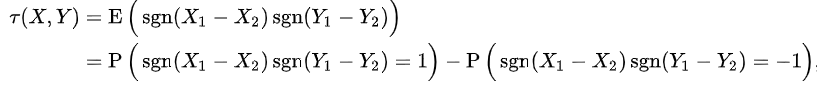 τ(X, Y) = E ( sgn(X₁ − X₂) sgn(Y₁ − Y₂) )
= P ( sgn(X₁ − X₂) sgn(Y₁ − Y₂) = 1 ) − P ( sgn(X₁ − X₂) sgn(Y₁ − Y₂) = −1 ),